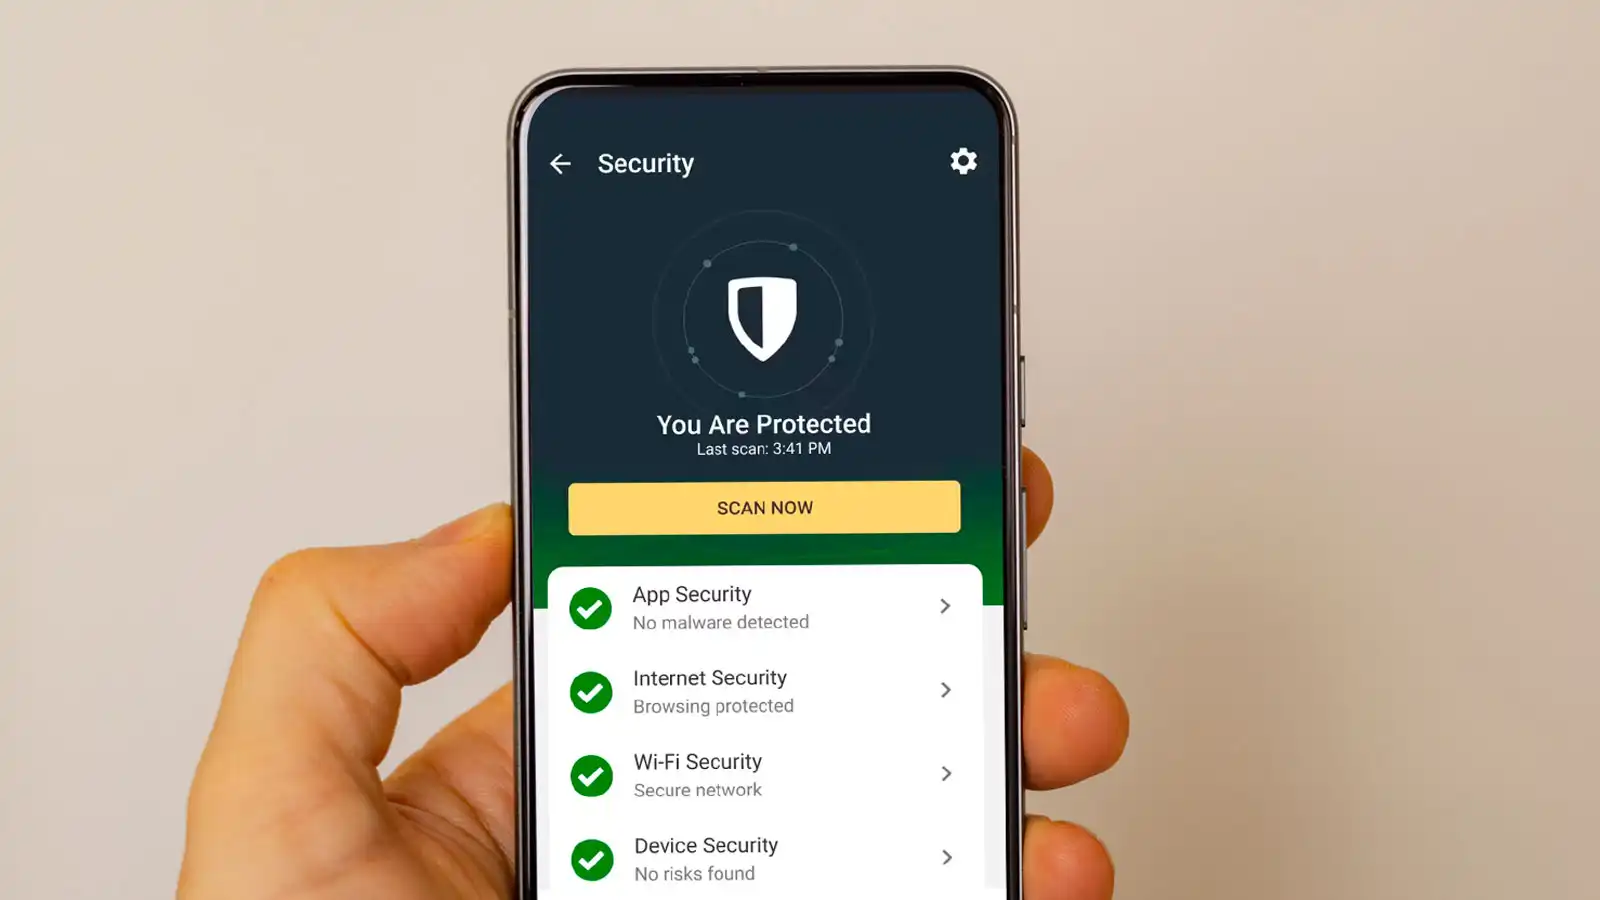 Security
You Are Protected
Last scan: 3:41 PM
SCAN NOW
App Security
No malware detected
Internet Security
Browsing protected
Wi-Fi Security
Secure network
Device Security
No risks found